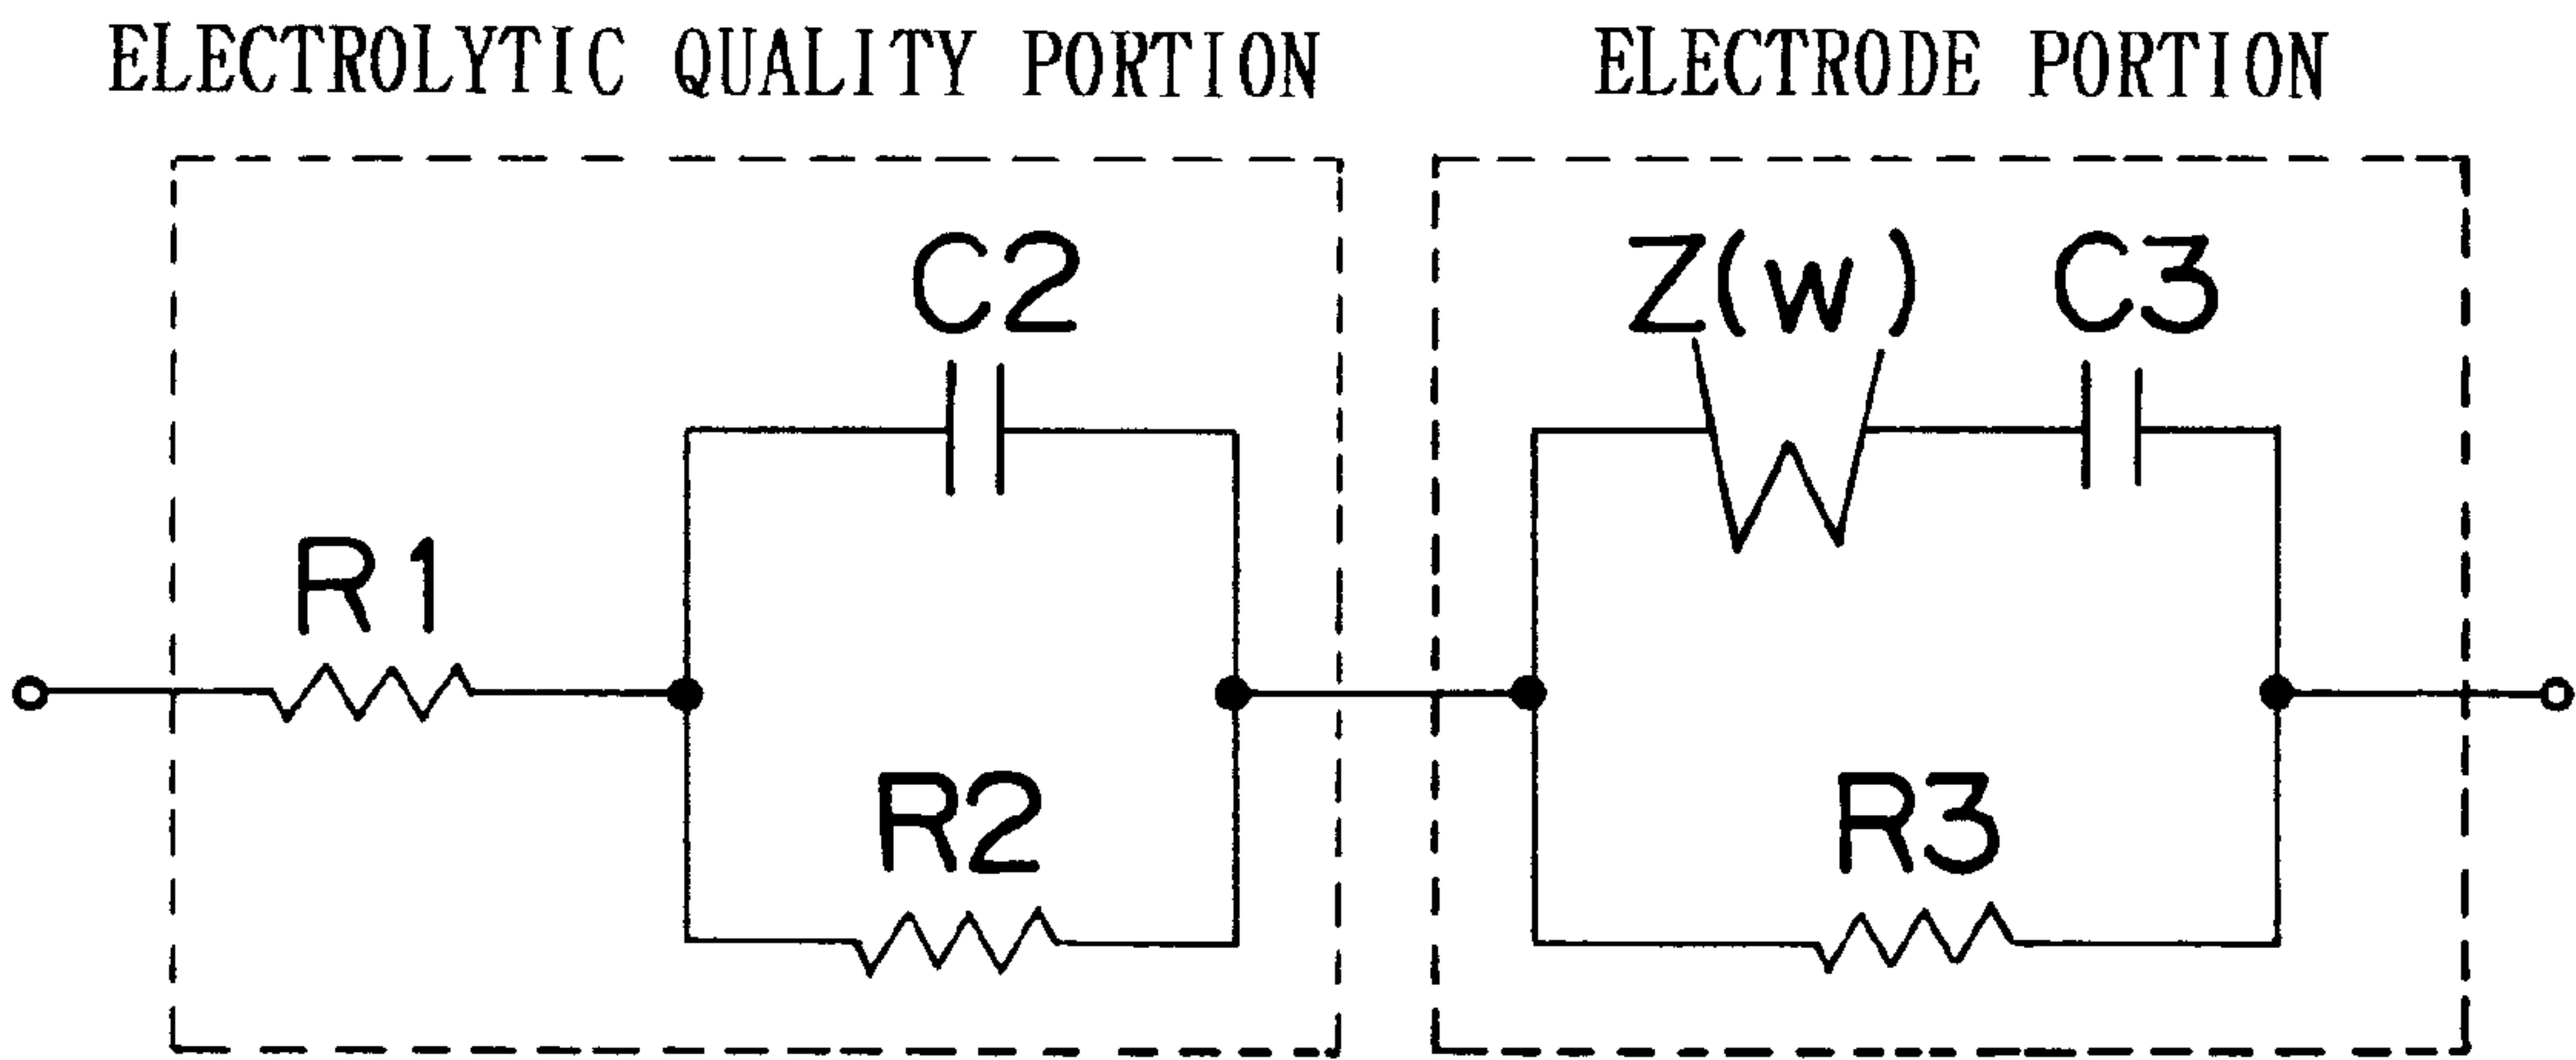 ELECTROLYTIC QUALITY PORTION
ELECTRODE PORTION
C2
Z(W)
C3
R1
R2
R3